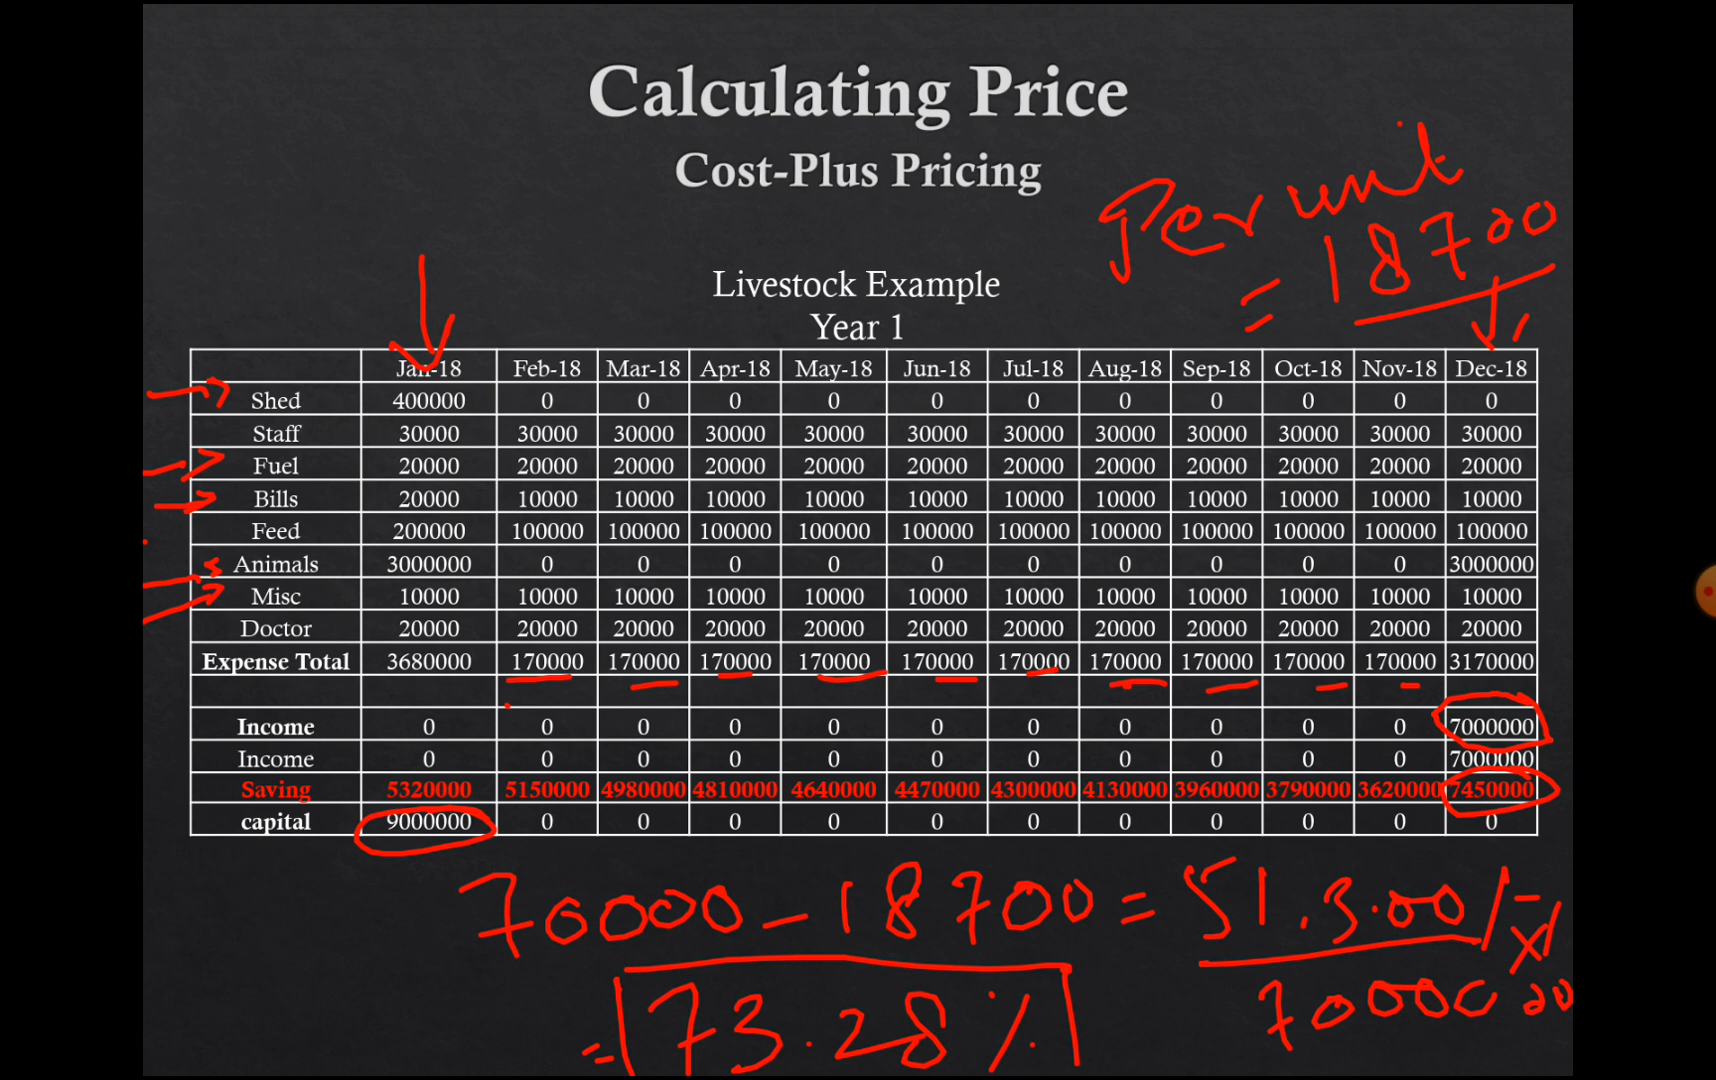 Calculating Price
Cost-Plus Pricing
Per unit
= 18700
Livestock Example
Year 1
Jan-18 Feb-18 Mar-18 Apr-18 May-18 Jun-18 Jul-18 Aug-18 Sep-18 Oct-18 Nov-18 Dec-18
Shed 400000 0 0 0 0 0 0 0 0 0 0 0
Staff 30000 30000 30000 30000 30000 30000 30000 30000 30000 30000 30000 30000
Fuel 20000 20000 20000 20000 20000 20000 20000 20000 20000 20000 20000 20000
Bills 20000 10000 10000 10000 10000 10000 10000 10000 10000 10000 10000 10000
Feed 200000 100000 100000 100000 100000 100000 100000 100000 100000 100000 100000 100000
Animals 3000000 0 0 0 0 0 0 0 0 0 0 3000000
Misc 10000 10000 10000 10000 10000 10000 10000 10000 10000 10000 10000 10000
Doctor 20000 20000 20000 20000 20000 20000 20000 20000 20000 20000 20000 20000
Expense Total 3680000 170000 170000 170000 170000 170000 170000 170000 170000 170000 170000 3170000
Income 0 0 0 0 0 0 0 0 0 0 0 7000000
Income 0 0 0 0 0 0 0 0 0 0 0 7000000
Saving 5320000 5150000 4980000 4810000 4640000 4470000 4300000 4130000 3960000 3790000 3620000 7450000
capital 9000000 0 0 0 0 0 0 0 0 0 0 0
70000 - 18700 = 51.3.00/-
70000
= 73.28%